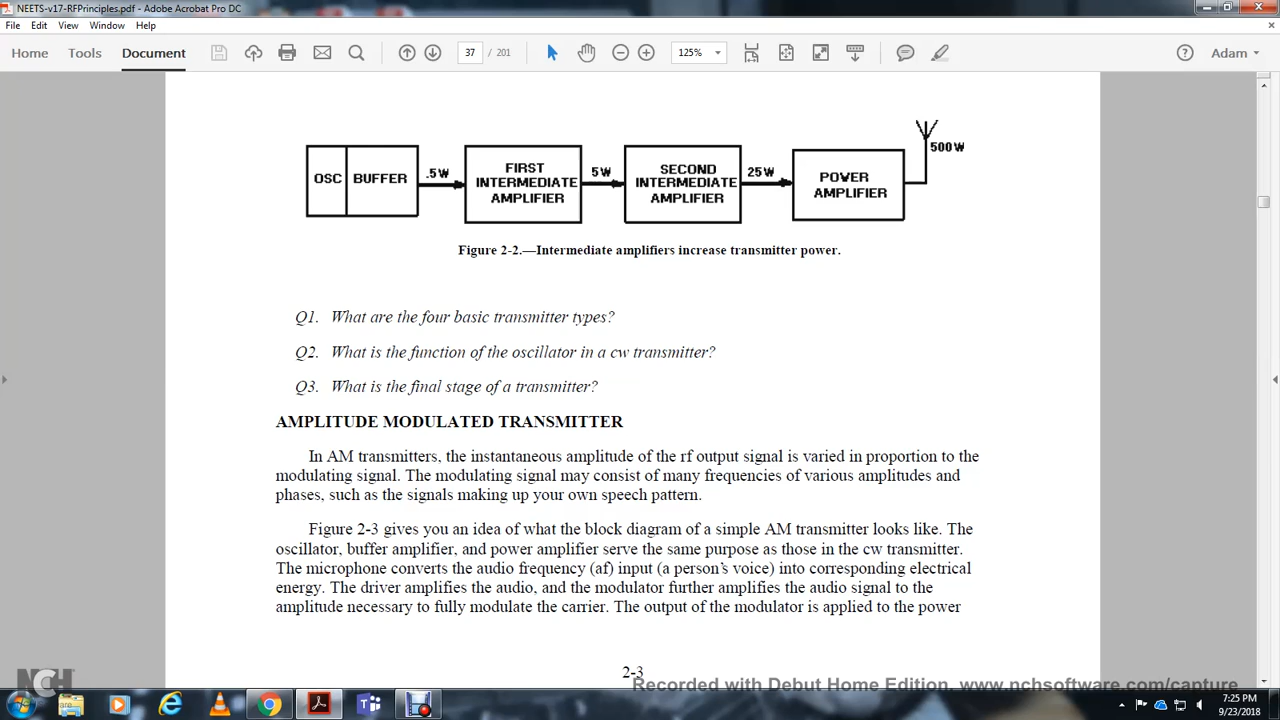 NEETS-v17-RFPrinciples.pdf - Adobe Acrobat Pro DC
File Edit View Window Help
Home Tools Document 37 / 201 125% Adam
OSC BUFFER .5W FIRST INTERMEDIATE AMPLIFIER 5W SECOND INTERMEDIATE AMPLIFIER 25W POWER AMPLIFIER 500W
Figure 2-2.—Intermediate amplifiers increase transmitter power.
Q1. What are the four basic transmitter types?
Q2. What is the function of the oscillator in a cw transmitter?
Q3. What is the final stage of a transmitter?
AMPLITUDE MODULATED TRANSMITTER
In AM transmitters, the instantaneous amplitude of the rf output signal is varied in proportion to the
modulating signal. The modulating signal may consist of many frequencies of various amplitudes and
phases, such as the signals making up your own speech pattern.
Figure 2-3 gives you an idea of what the block diagram of a simple AM transmitter looks like. The
oscillator, buffer amplifier, and power amplifier serve the same purpose as those in the cw transmitter.
The microphone converts the audio frequency (af) input (a person's voice) into corresponding electrical
energy. The driver amplifies the audio, and the modulator further amplifies the audio signal to the
amplitude necessary to fully modulate the carrier. The output of the modulator is applied to the power
2-3
NCH
Recorded with Debut Home Edition. www.nchsoftware.com/capture
7:25 PM
9/23/2018